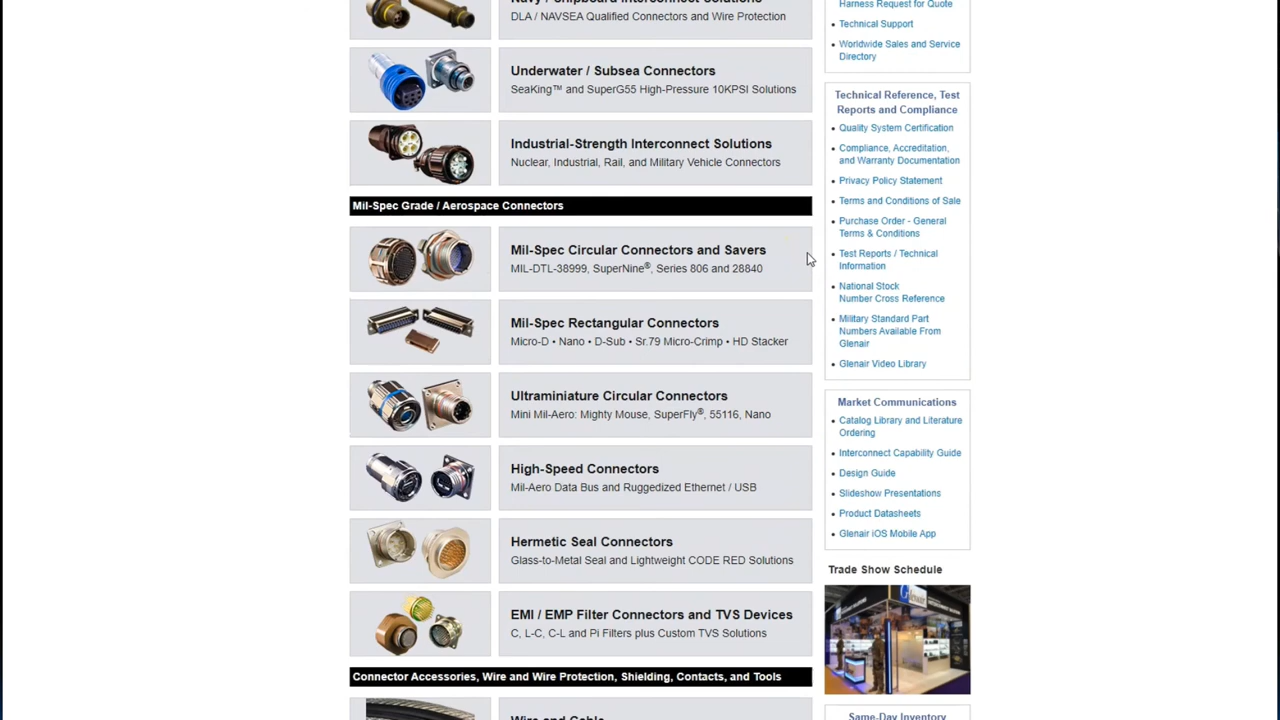 DLA / NAVSEA Qualified Connectors and Wire Protection
Underwater / Subsea Connectors
SeaKing™ and SuperG55 High-Pressure 10KPSI Solutions
Industrial-Strength Interconnect Solutions
Nuclear, Industrial, Rail, and Military Vehicle Connectors
Mil-Spec Grade / Aerospace Connectors
Mil-Spec Circular Connectors and Savers
MIL-DTL-38999, SuperNine®, Series 806 and 28840
Mil-Spec Rectangular Connectors
Micro-D • Nano • D-Sub • Sr.79 Micro-Crimp • HD Stacker
Ultraminiature Circular Connectors
Mini Mil-Aero: Mighty Mouse, SuperFly®, 55116, Nano
High-Speed Connectors
Mil-Aero Data Bus and Ruggedized Ethernet / USB
Hermetic Seal Connectors
Glass-to-Metal Seal and Lightweight CODE RED Solutions
EMI / EMP Filter Connectors and TVS Devices
C, L-C, C-L and Pi Filters plus Custom TVS Solutions
Connector Accessories, Wire and Wire Protection, Shielding, Contacts, and Tools
Wire and Cable
Harness Request for Quote
• Technical Support
• Worldwide Sales and Service
Directory
Technical Reference, Test
Reports and Compliance
• Quality System Certification
• Compliance, Accreditation,
and Warranty Documentation
• Privacy Policy Statement
• Terms and Conditions of Sale
• Purchase Order - General
Terms & Conditions
• Test Reports / Technical
Information
• National Stock
Number Cross Reference
• Military Standard Part
Numbers Available From
Glenair
• Glenair Video Library
Market Communications
• Catalog Library and Literature
Ordering
• Interconnect Capability Guide
• Design Guide
• Slideshow Presentations
• Product Datasheets
• Glenair iOS Mobile App
Trade Show Schedule
Same-Day Inventory